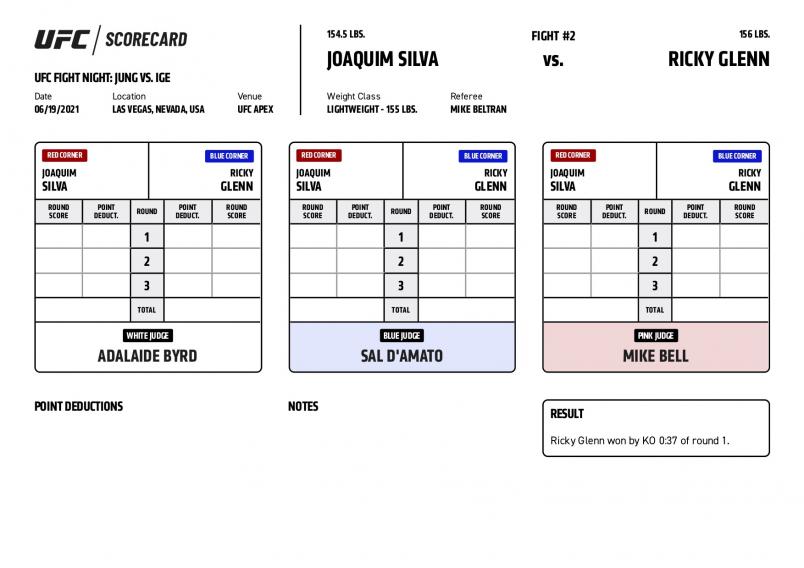 UFC / SCORECARD
UFC FIGHT NIGHT: JUNG VS. IGE
Date Location Venue
06/19/2021 LAS VEGAS, NEVADA, USA UFC APEX
154.5 LBS. FIGHT #2 156 LBS.
JOAQUIM SILVA VS. RICKY GLENN
Weight Class Referee
LIGHTWEIGHT - 155 LBS. MIKE BELTRAN
RED CORNER BLUE CORNER
JOAQUIM RICKY
SILVA GLENN
ROUND POINT ROUND POINT ROUND
SCORE DEDUCT. DEDUCT. SCORE
1
2
3
TOTAL
WHITE JUDGE
ADALAIDE BYRD
RED CORNER BLUE CORNER
JOAQUIM RICKY
SILVA GLENN
ROUND POINT ROUND POINT ROUND
SCORE DEDUCT. DEDUCT. SCORE
1
2
3
TOTAL
BLUE JUDGE
SAL D'AMATO
RED CORNER BLUE CORNER
JOAQUIM RICKY
SILVA GLENN
ROUND POINT ROUND POINT ROUND
SCORE DEDUCT. DEDUCT. SCORE
1
2
3
TOTAL
PINK JUDGE
MIKE BELL
POINT DEDUCTIONS
NOTES
RESULT
Ricky Glenn won by KO 0:37 of round 1.